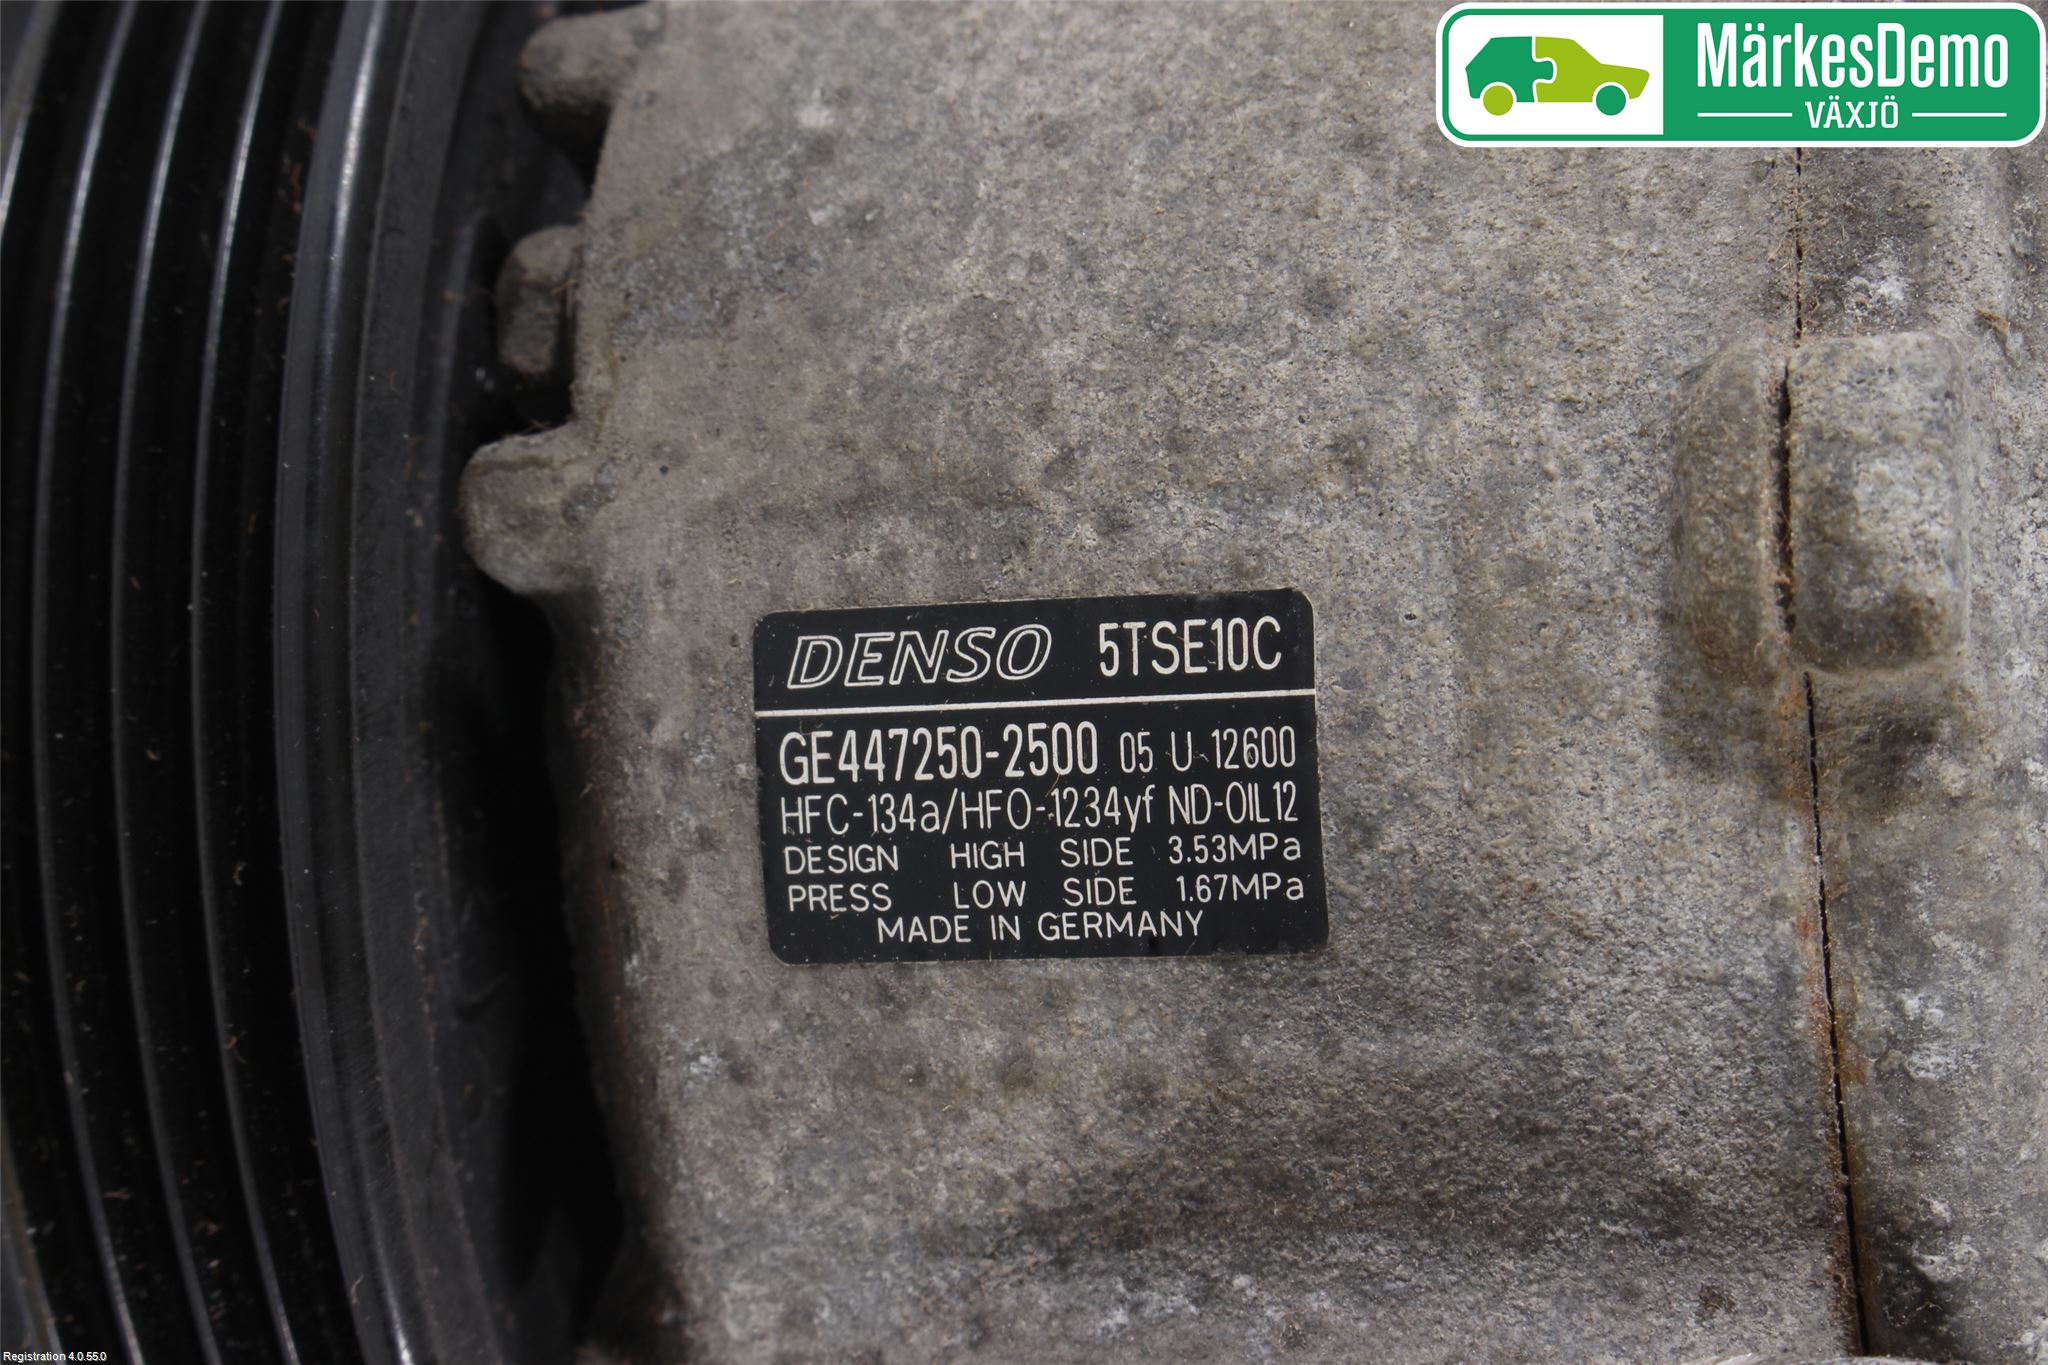 MärkesDemo
VÄXJÖ
DENSO 5TSE10C
GE447250-2500 05 U 12600
HFC-134a/HFO-1234yf ND-OIL12
DESIGN HIGH SIDE 3.53MPa
PRESS LOW SIDE 1.67MPa
MADE IN GERMANY
Registration 4.0.55.0